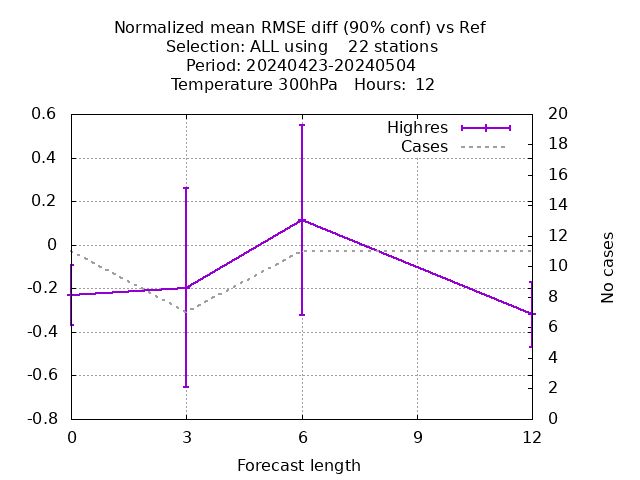 Normalized mean RMSE diff (90% conf) vs Ref
Selection: ALL using    22 stations
Period: 20240423-20240504
Temperature 300hPa   Hours:  12
0.6
0.4
0.2
0
-0.2
-0.4
-0.6
-0.8
Highres
Cases
20
18
16
14
12
10
8
6
4
2
0
No cases
0 3 6 9 12
Forecast length